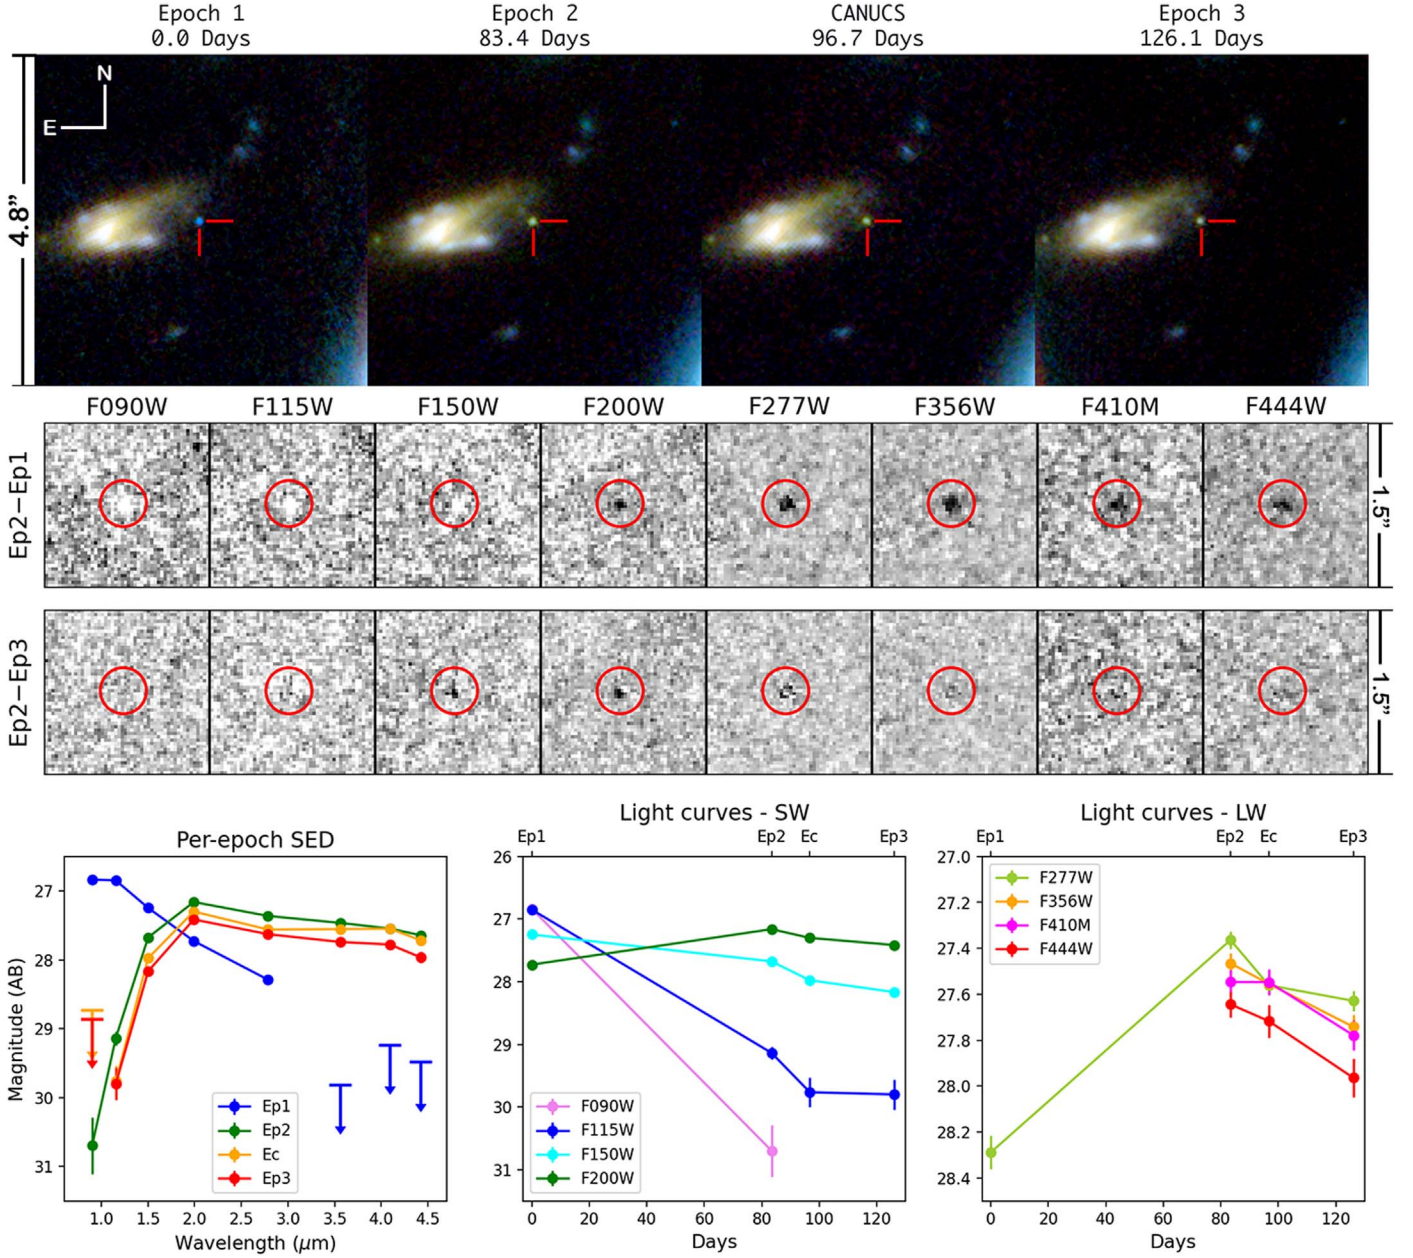 Epoch 1 Epoch 2 CANUCS Epoch 3
0.0 Days 83.4 Days 96.7 Days 126.1 Days
4.8”
N
E
F090W F115W F150W F200W F277W F356W F410M F444W
Ep2−Ep1
1.5”
Ep2−Ep3
1.5”
Per-epoch SED
Magnitude (AB)
27
28
29
30
31
Ep1
Ep2
Ec
Ep3
1.0 1.5 2.0 2.5 3.0 3.5 4.0 4.5
Wavelength (μm)
Light curves - SW
Ep1 Ep2 Ec Ep3
26
27
28
29
30
31
F090W
F115W
F150W
F200W
0 20 40 60 80 100 120
Days
Light curves - LW
Ep1 Ep2 Ec Ep3
27.0
27.2
27.4
27.6
27.8
28.0
28.2
28.4
F277W
F356W
F410M
F444W
0 20 40 60 80 100 120
Days